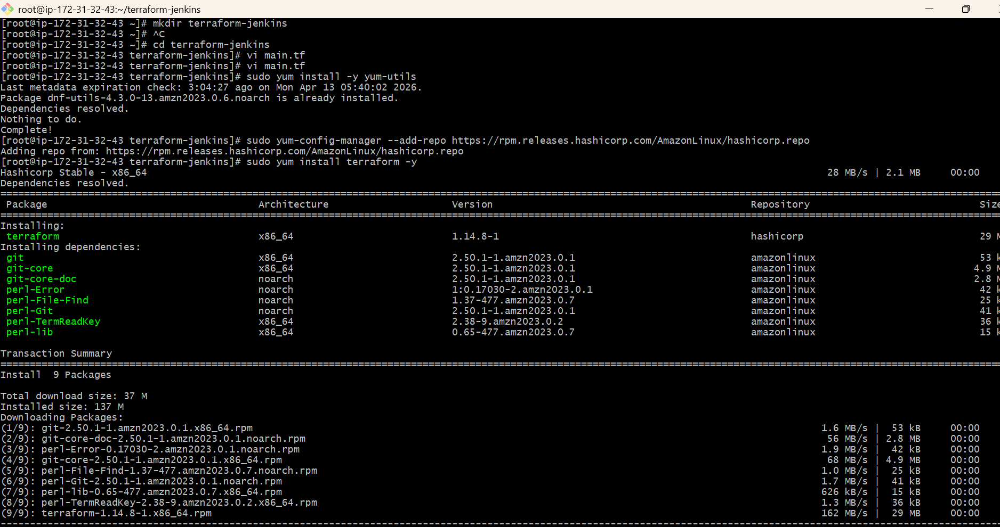 root@ip-172-31-32-43:~/terraform-jenkins
[root@ip-172-31-32-43 ~]# mkdir terraform-jenkins
[root@ip-172-31-32-43 ~]# ^C
[root@ip-172-31-32-43 ~]# cd terraform-jenkins
[root@ip-172-31-32-43 terraform-jenkins]# vi main.tf
[root@ip-172-31-32-43 terraform-jenkins]# vi main.tf
[root@ip-172-31-32-43 terraform-jenkins]# sudo yum install -y yum-utils
Last metadata expiration check: 3:04:27 ago on Mon Apr 13 05:40:02 2026.
Package dnf-utils-4.3.0-13.amzn2023.0.6.noarch is already installed.
Dependencies resolved.
Nothing to do.
Complete!
[root@ip-172-31-32-43 terraform-jenkins]# sudo yum-config-manager --add-repo https://rpm.releases.hashicorp.com/AmazonLinux/hashicorp.repo
Adding repo from: https://rpm.releases.hashicorp.com/AmazonLinux/hashicorp.repo
[root@ip-172-31-32-43 terraform-jenkins]# sudo yum install terraform -y
Hashicorp Stable - x86_64 28 MB/s | 2.1 MB 00:00
Dependencies resolved.
Package Architecture Version Repository Size
Installing:
terraform x86_64 1.14.8-1 hashicorp 29 M
Installing dependencies:
git x86_64 2.50.1-1.amzn2023.0.1 amazonlinux 53 k
git-core x86_64 2.50.1-1.amzn2023.0.1 amazonlinux 4.9 M
git-core-doc noarch 2.50.1-1.amzn2023.0.1 amazonlinux 2.8 M
perl-Error noarch 1:0.17030-2.amzn2023.0.1 amazonlinux 42 k
perl-File-Find noarch 1.37-477.amzn2023.0.7 amazonlinux 25 k
perl-Git noarch 2.50.1-1.amzn2023.0.1 amazonlinux 41 k
perl-TermReadKey x86_64 2.38-9.amzn2023.0.2 amazonlinux 36 k
perl-lib x86_64 0.65-477.amzn2023.0.7 amazonlinux 15 k
Transaction Summary
Install 9 Packages
Total download size: 37 M
Installed size: 137 M
Downloading Packages:
(1/9): git-2.50.1-1.amzn2023.0.1.x86_64.rpm 1.6 MB/s | 53 kB 00:00
(2/9): git-core-doc-2.50.1-1.amzn2023.0.1.noarch.rpm 56 MB/s | 2.8 MB 00:00
(3/9): perl-Error-0.17030-2.amzn2023.0.1.noarch.rpm 1.9 MB/s | 42 kB 00:00
(4/9): git-core-2.50.1-1.amzn2023.0.1.x86_64.rpm 68 MB/s | 4.9 MB 00:00
(5/9): perl-File-Find-1.37-477.amzn2023.0.7.noarch.rpm 1.0 MB/s | 25 kB 00:00
(6/9): perl-Git-2.50.1-1.amzn2023.0.1.noarch.rpm 1.7 MB/s | 41 kB 00:00
(7/9): perl-lib-0.65-477.amzn2023.0.7.x86_64.rpm 626 kB/s | 15 kB 00:00
(8/9): perl-TermReadKey-2.38-9.amzn2023.0.2.x86_64.rpm 1.3 MB/s | 36 kB 00:00
(9/9): terraform-1.14.8-1.x86_64.rpm 162 MB/s | 29 MB 00:00